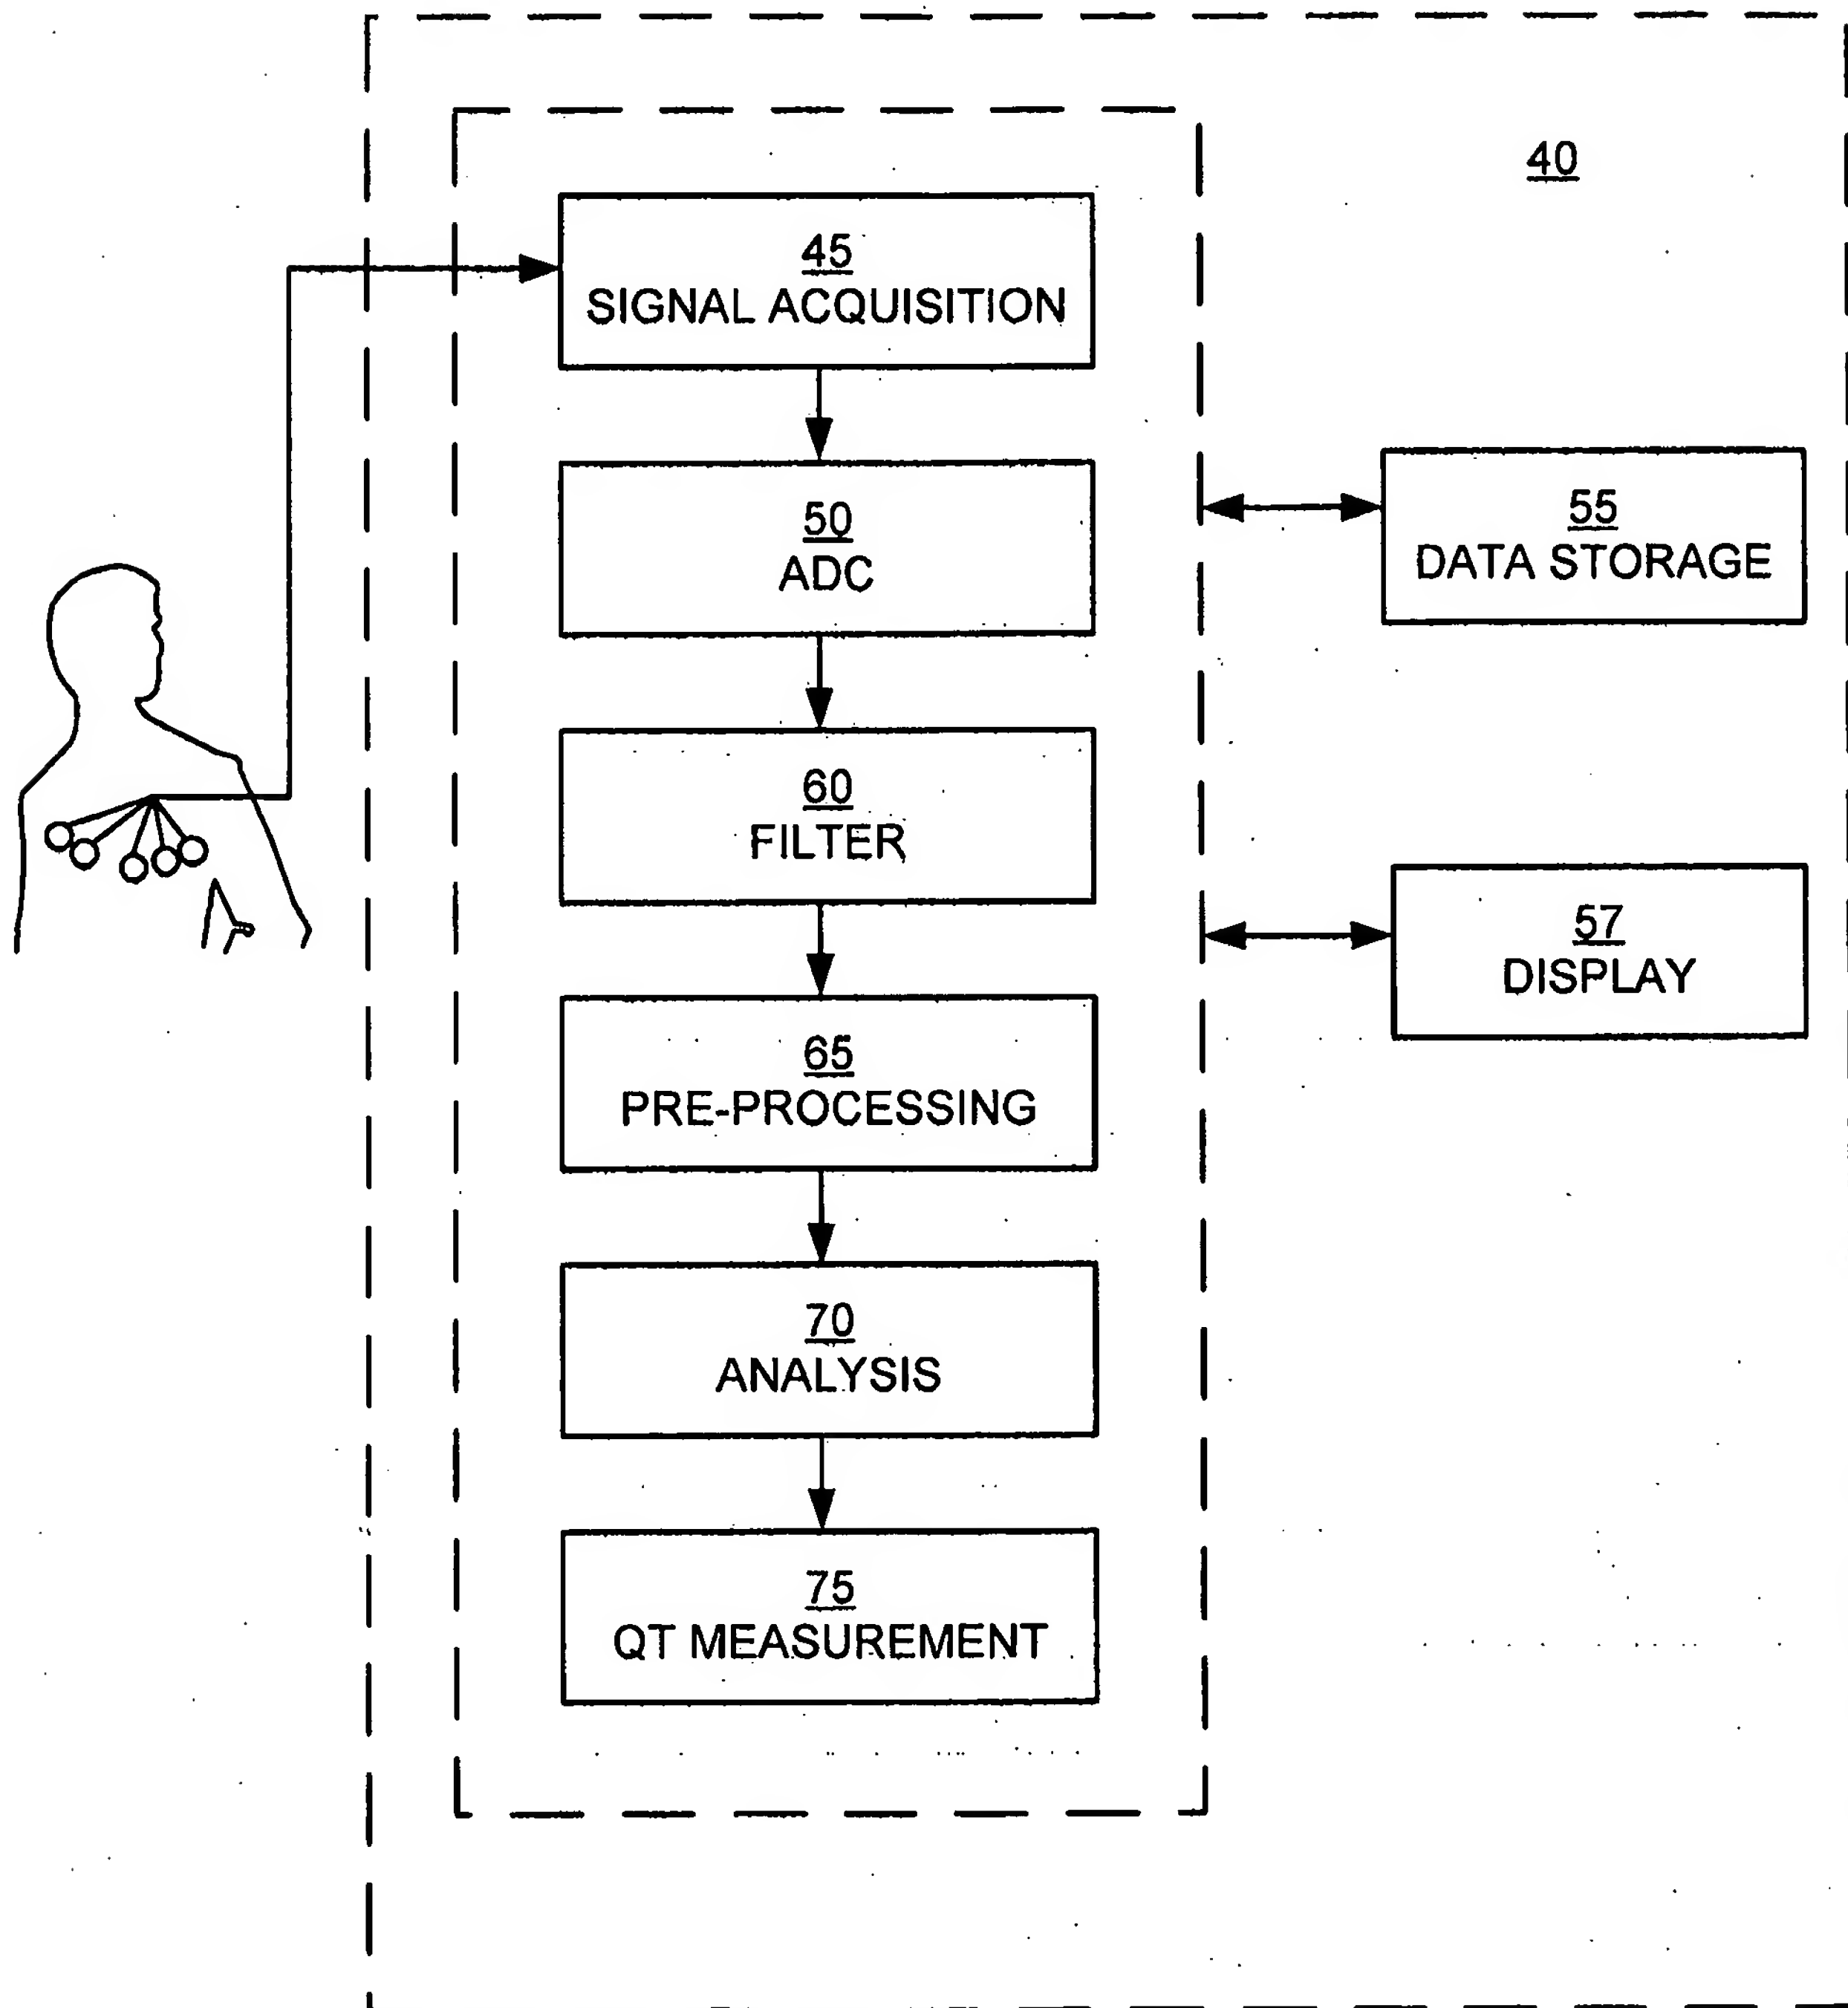 40
45
SIGNAL ACQUISITION
50
ADC
55
DATA STORAGE
60
FILTER
57
DISPLAY
65
PRE-PROCESSING
70
ANALYSIS
75
QT MEASUREMENT